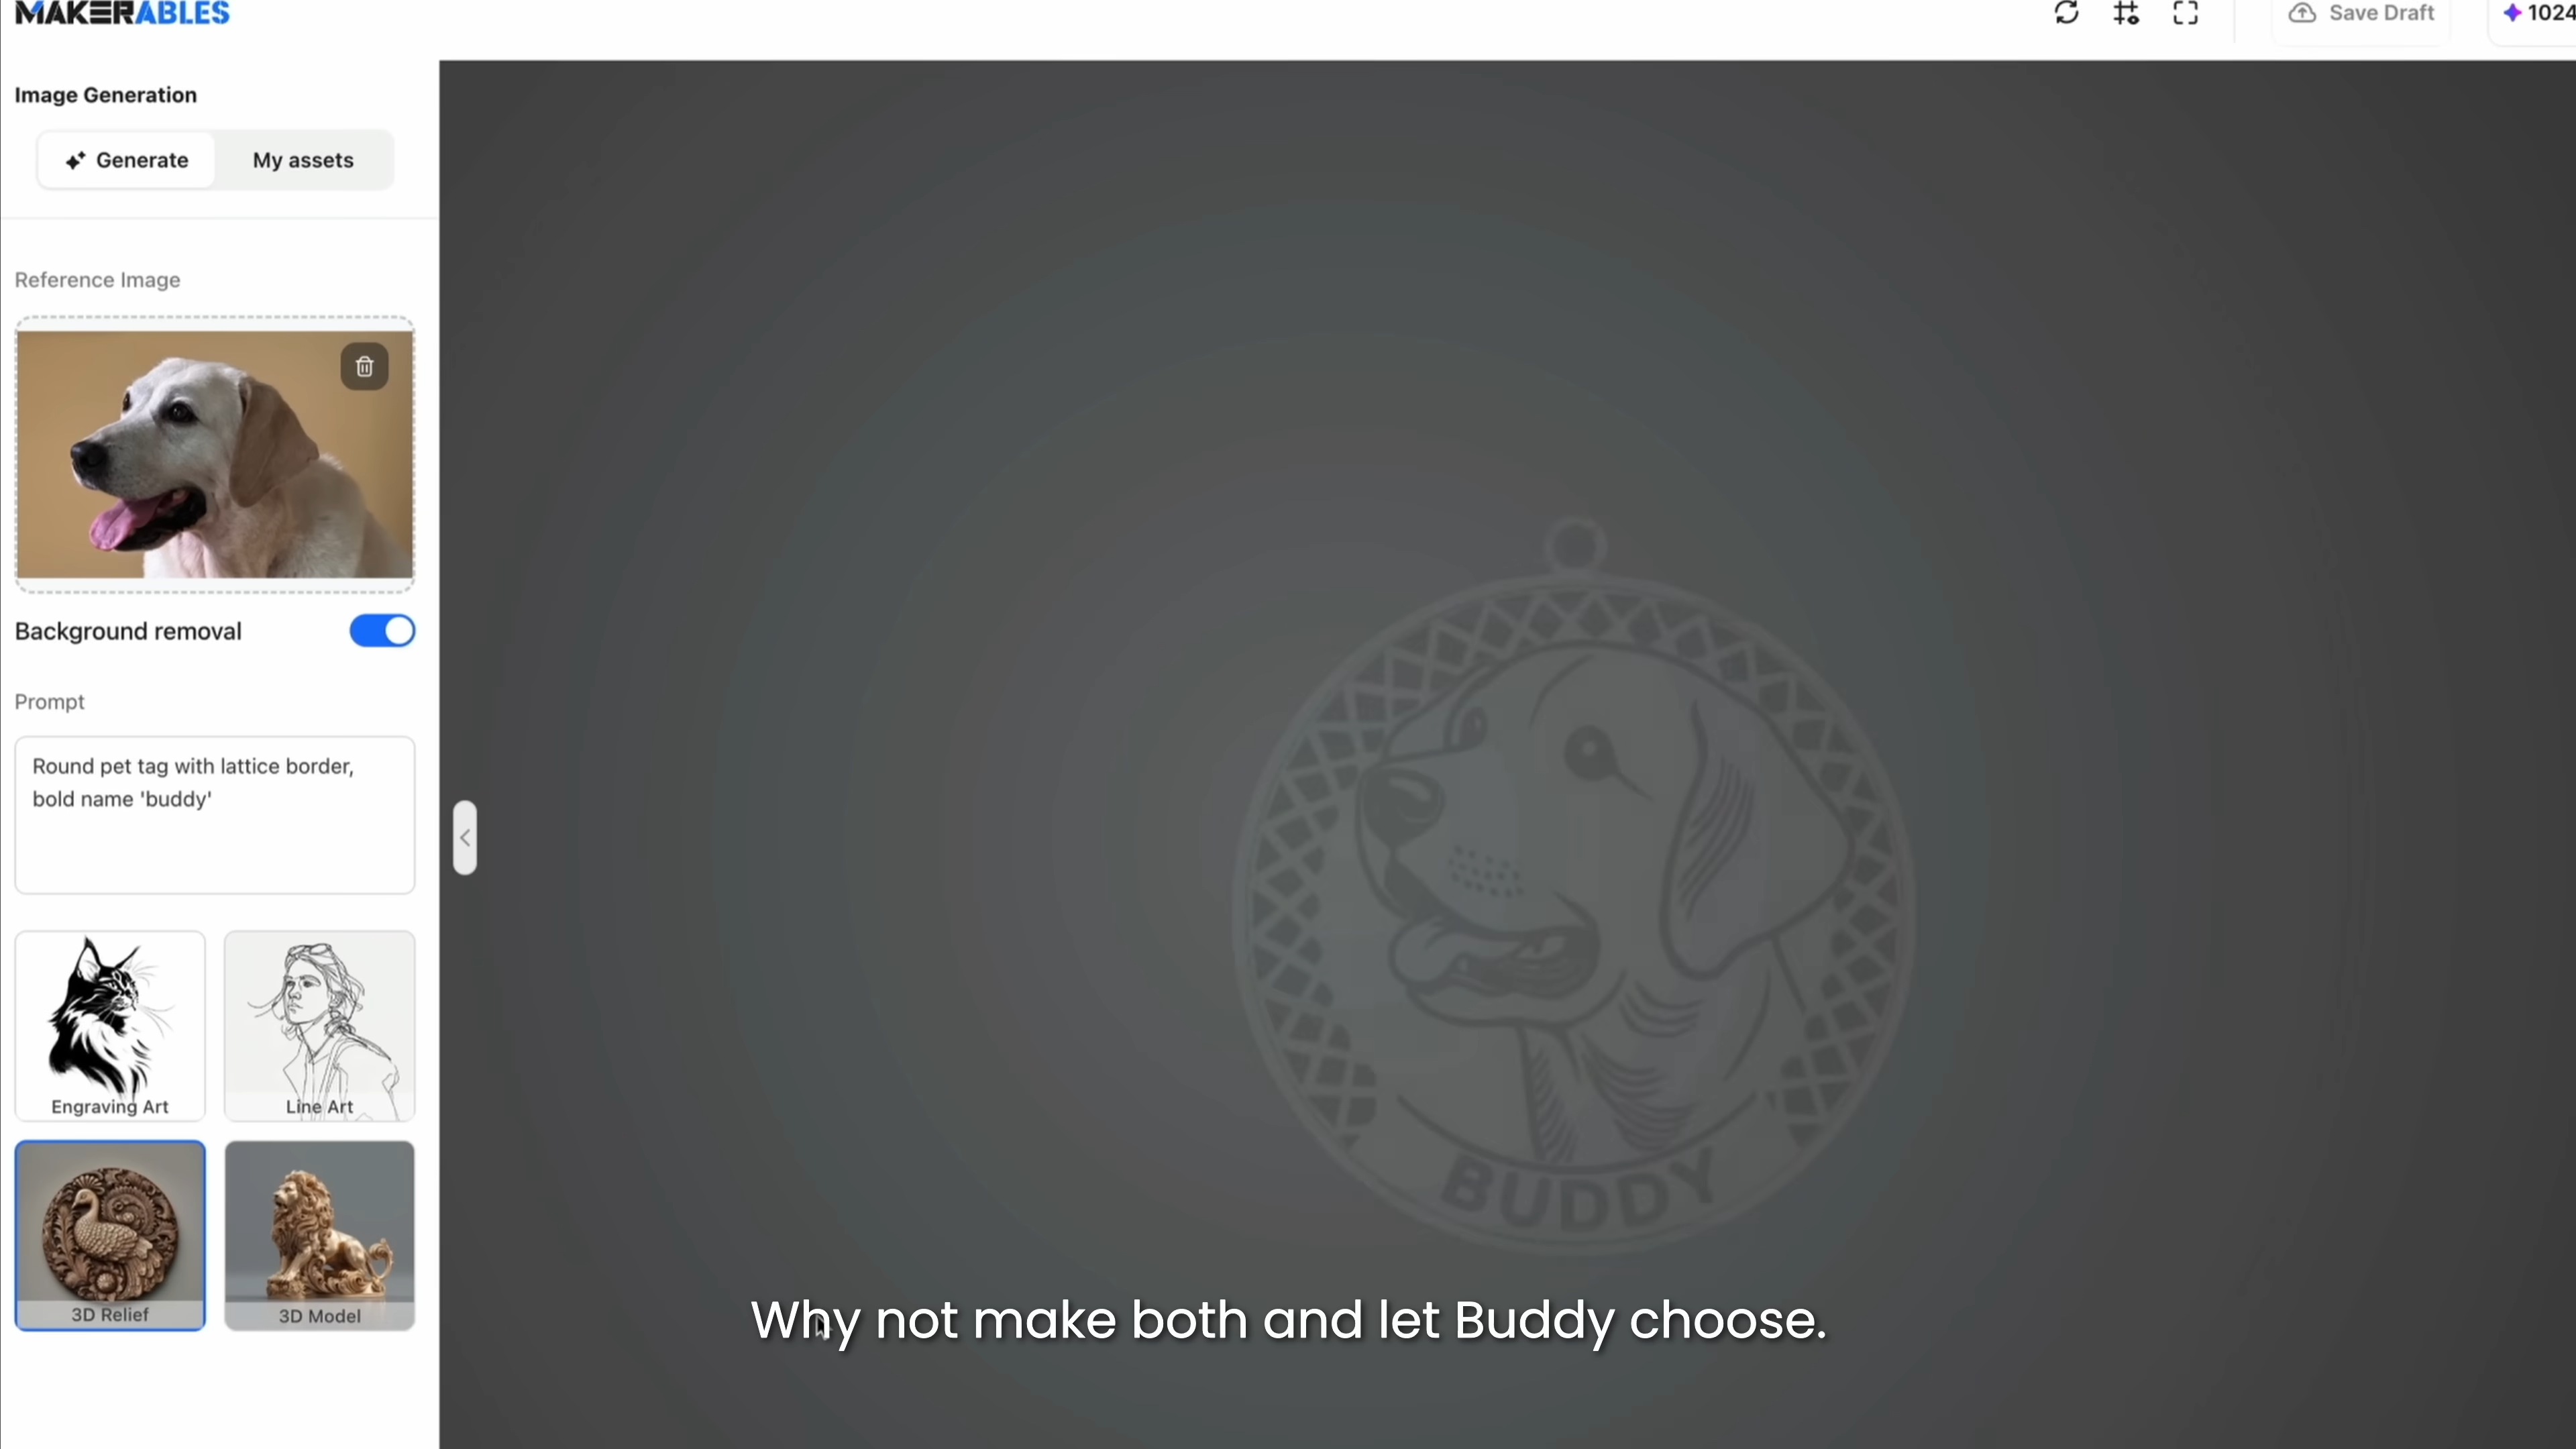 MAKERABLES
Save Draft
1024
Image Generation
Generate
My assets
Reference Image
Background removal
Prompt
Round pet tag with lattice border,
bold name 'buddy'
Engraving Art
Line Art
3D Relief
3D Model
BUDDY
Why not make both and let Buddy choose.